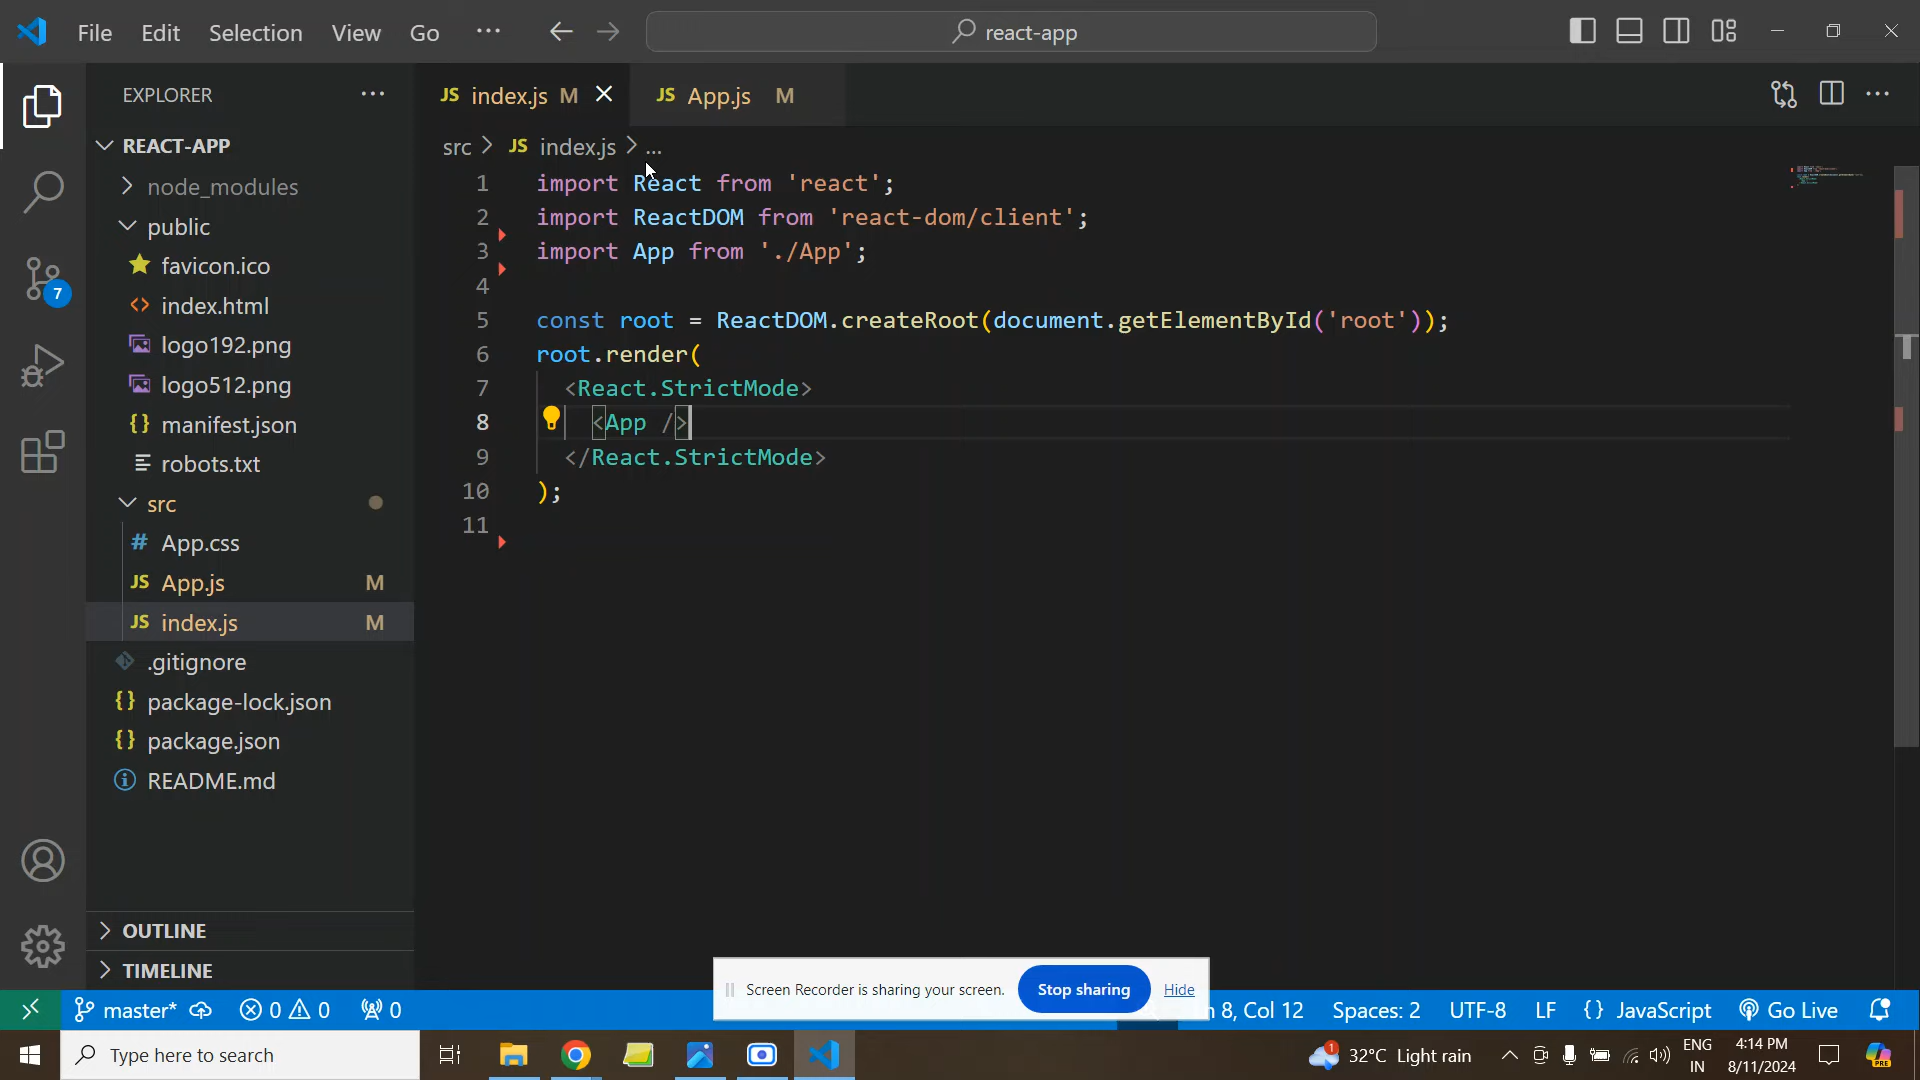 File Edit Selection View Go ... react-app
EXPLORER ...
REACT-APP
node_modules
public
favicon.ico
index.html
logo192.png
logo512.png
manifest.json
robots.txt
src
# App.css
JS App.js M
JS index.js M
.gitignore
{} package-lock.json
{} package.json
README.md
OUTLINE
TIMELINE
7
JS index.js M JS App.js M
src > JS index.js > ...
1 import React from 'react';
2 import ReactDOM from 'react-dom/client';
3 import App from './App';
4
5 const root = ReactDOM.createRoot(document.getElementById('root'));
6 root.render(
7 <React.StrictMode>
8 <App />
9 </React.StrictMode>
10 );
11
Screen Recorder is sharing your screen. Stop sharing Hide
master* 0 0 0 8, Col 12 Spaces: 2 UTF-8 LF {} JavaScript Go Live
Type here to search 1 32°C Light rain ENG 4:14 PM
IN 8/11/2024
PRE